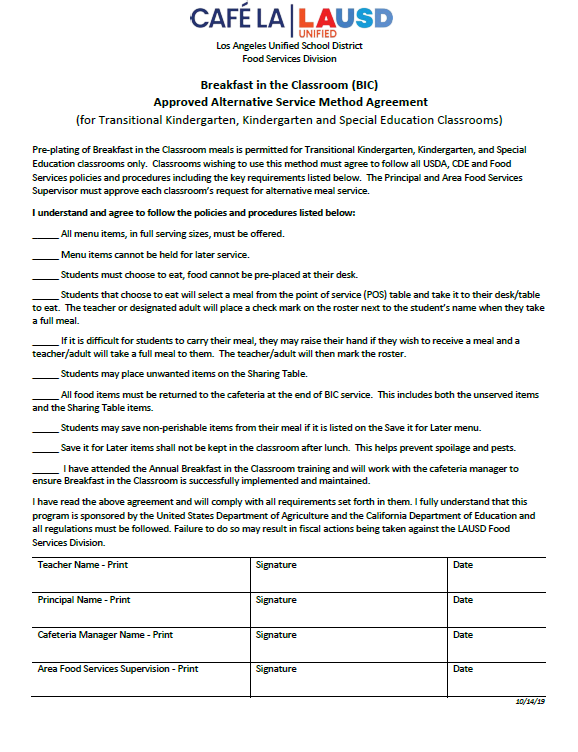 CAFÉ LA LAUSD
UNIFIED
Los Angeles Unified School District
Food Services Division
Breakfast in the Classroom (BIC)
Approved Alternative Service Method Agreement
(for Transitional Kindergarten, Kindergarten and Special Education Classrooms)
Pre-plating of Breakfast in the Classroom meals is permitted for Transitional Kindergarten, Kindergarten, and Special
Education classrooms only. Classrooms wishing to use this method must agree to follow all USDA, CDE and Food
Services policies and procedures including the key requirements listed below. The Principal and Area Food Services
Supervisor must approve each classroom's request for alternative meal service.
I understand and agree to follow the policies and procedures listed below:
_____ All menu items, in full serving sizes, must be offered.
_____ Menu items cannot be held for later service.
_____ Students must choose to eat, food cannot be pre-placed at their desk.
_____ Students that choose to eat will select a meal from the point of service (POS) table and take it to their desk/table
to eat. The teacher or designated adult will place a check mark on the roster next to the student's name when they take
a full meal.
_____ If it is difficult for students to carry their meal, they may raise their hand if they wish to receive a meal and a
teacher/adult will take a full meal to them. The teacher/adult will then mark the roster.
_____ Students may place unwanted items on the Sharing Table.
_____ All food items must be returned to the cafeteria at the end of BIC service. This includes both the unserved items
and the Sharing Table items.
_____ Students may save non-perishable items from their meal if it is listed on the Save it for Later menu.
_____ Save it for Later items shall not be kept in the classroom after lunch. This helps prevent spoilage and pests.
_____ I have attended the Annual Breakfast in the Classroom training and will work with the cafeteria manager to
ensure Breakfast in the Classroom is successfully implemented and maintained.
I have read the above agreement and will comply with all requirements set forth in them. I fully understand that this
program is sponsored by the United States Department of Agriculture and the California Department of Education and
all regulations must be followed. Failure to do so may result in fiscal actions being taken against the LAUSD Food
Services Division.
Teacher Name - Print Signature Date
Principal Name - Print Signature Date
Cafeteria Manager Name - Print Signature Date
Area Food Services Supervision - Print Signature Date
10/14/19